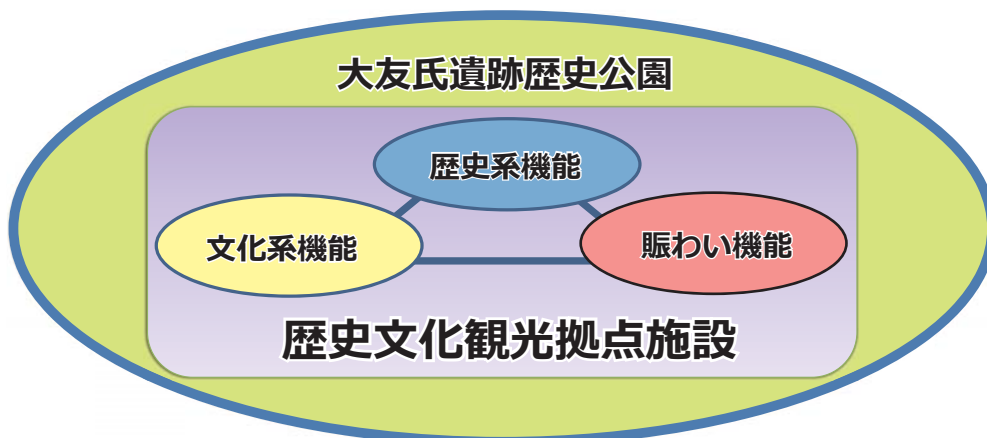 大友氏遺跡歴史公園
歴史系機能
文化系機能
賑わい機能
歴史文化観光拠点施設